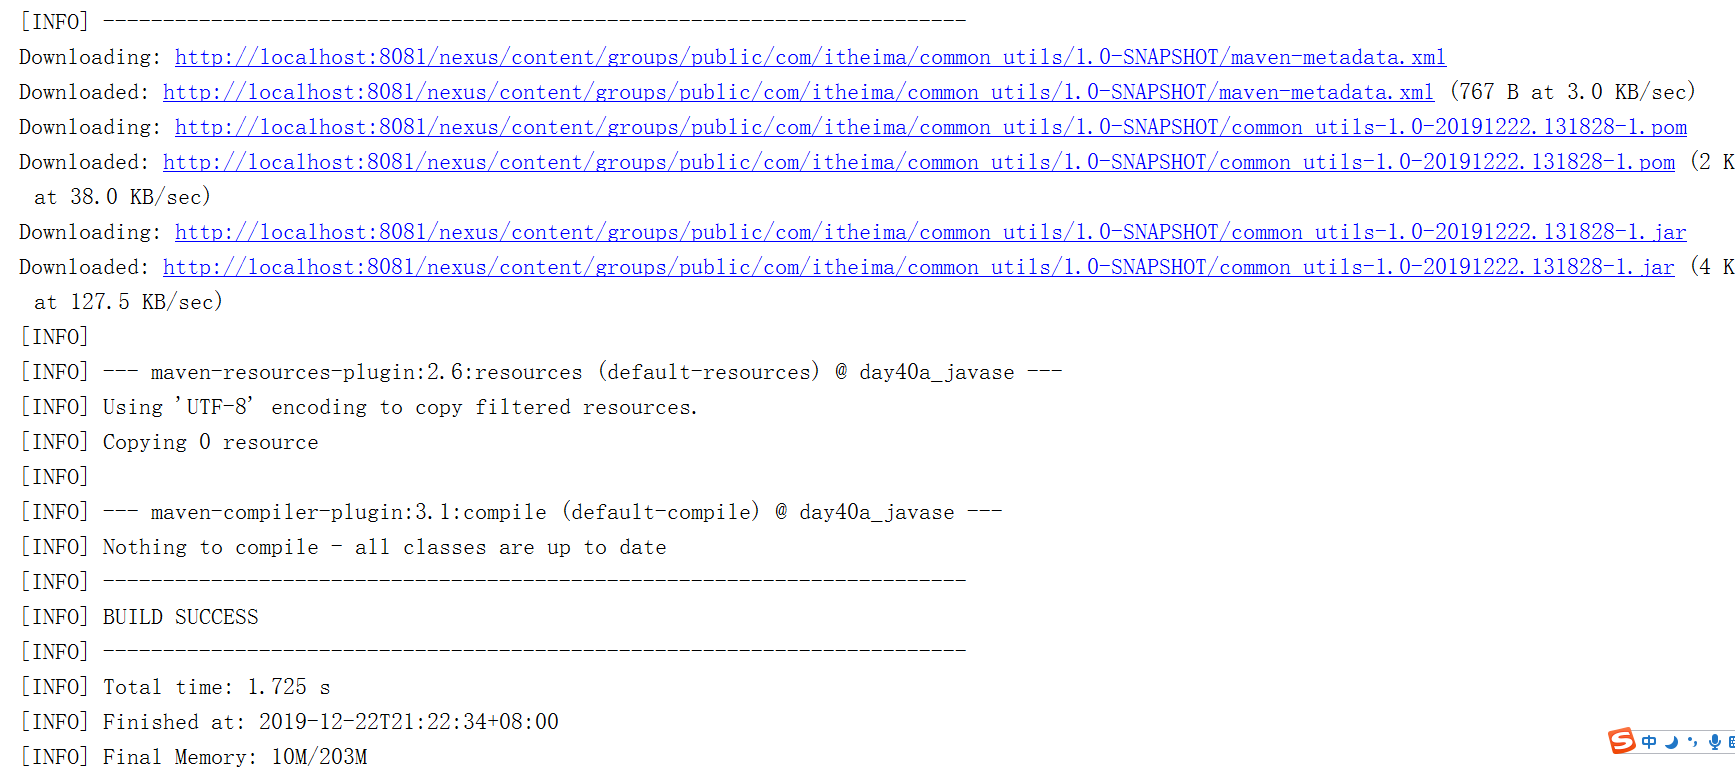 [INFO] ------------------------------------------------------------------------
Downloading: http://localhost:8081/nexus/content/groups/public/com/itheima/common_utils/1.0-SNAPSHOT/maven-metadata.xml
Downloaded: http://localhost:8081/nexus/content/groups/public/com/itheima/common_utils/1.0-SNAPSHOT/maven-metadata.xml (767 B at 3.0 KB/sec)
Downloading: http://localhost:8081/nexus/content/groups/public/com/itheima/common_utils/1.0-SNAPSHOT/common_utils-1.0-20191222.131828-1.pom
Downloaded: http://localhost:8081/nexus/content/groups/public/com/itheima/common_utils/1.0-SNAPSHOT/common_utils-1.0-20191222.131828-1.pom (2 K
at 38.0 KB/sec)
Downloading: http://localhost:8081/nexus/content/groups/public/com/itheima/common_utils/1.0-SNAPSHOT/common_utils-1.0-20191222.131828-1.jar
Downloaded: http://localhost:8081/nexus/content/groups/public/com/itheima/common_utils/1.0-SNAPSHOT/common_utils-1.0-20191222.131828-1.jar (4 K
at 127.5 KB/sec)
[INFO]
[INFO] --- maven-resources-plugin:2.6:resources (default-resources) @ day40a_javase ---
[INFO] Using 'UTF-8' encoding to copy filtered resources.
[INFO] Copying 0 resource
[INFO]
[INFO] --- maven-compiler-plugin:3.1:compile (default-compile) @ day40a_javase ---
[INFO] Nothing to compile - all classes are up to date
[INFO] ------------------------------------------------------------------------
[INFO] BUILD SUCCESS
[INFO] ------------------------------------------------------------------------
[INFO] Total time: 1.725 s
[INFO] Finished at: 2019-12-22T21:22:34+08:00
[INFO] Final Memory: 10M/203M
中